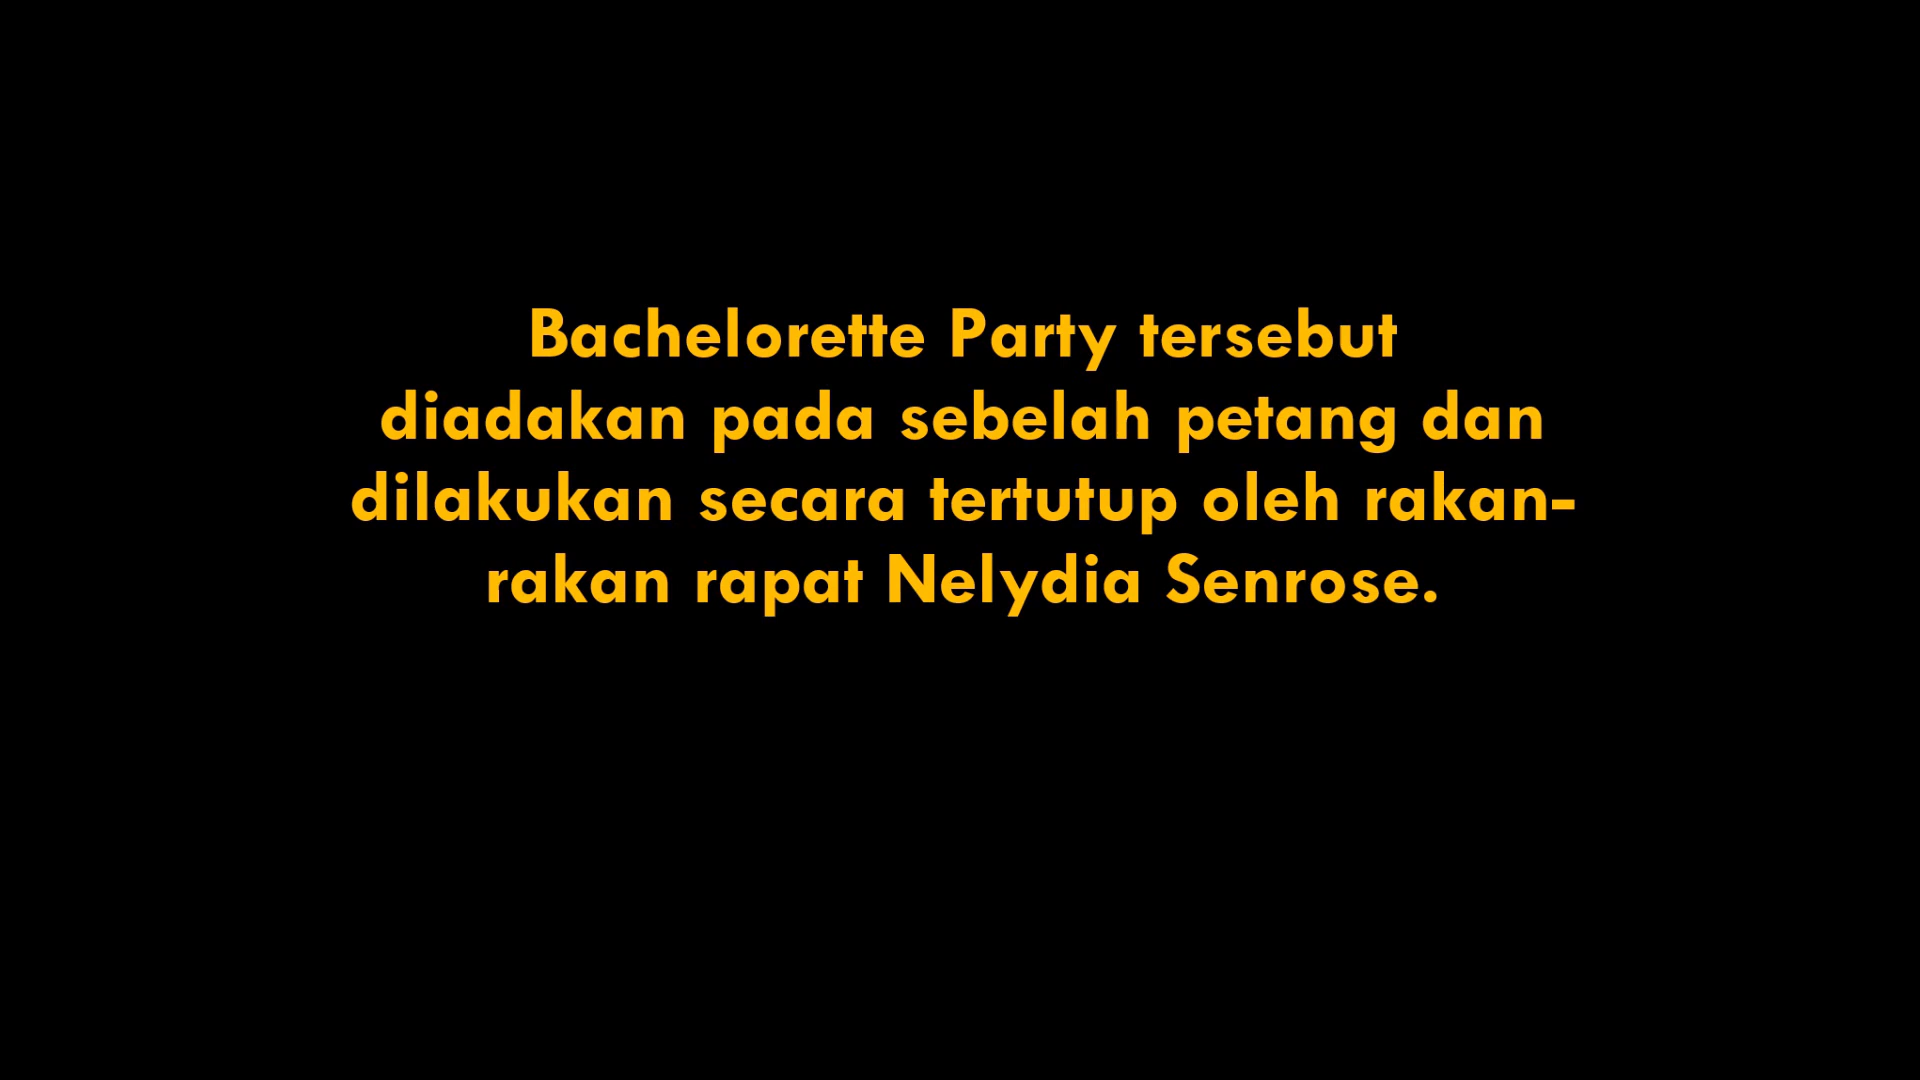 Bachelorette Party tersebut
diadakan pada sebelah petang dan
dilakukan secara tertutup oleh rakan-
rakan rapat Nelydia Senrose.